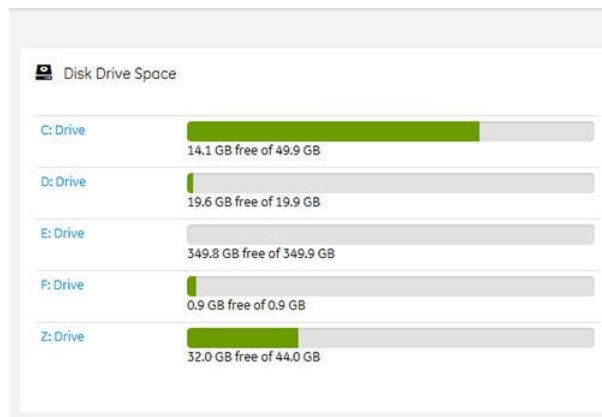 Disk Drive Space
C: Drive
14.1 GB free of 49.9 GB
D: Drive
19.6 GB free of 19.9 GB
E: Drive
349.8 GB free of 349.9 GB
F: Drive
0.9 GB free of 0.9 GB
Z: Drive
32.0 GB free of 44.0 GB